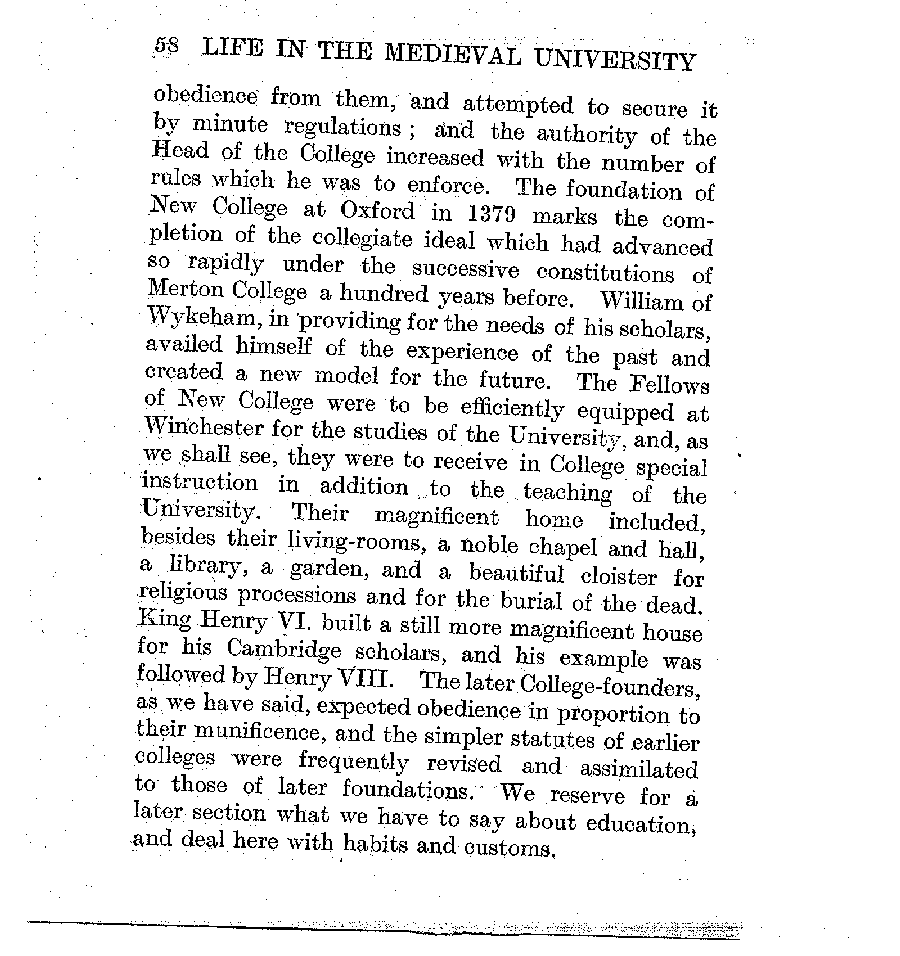 58 LIFE IN THE MEDIEVAL UNIVERSITY
obedience from them, and attempted to secure it
by minute regulations ; and the authority of the
Head of the College increased with the number of
rules which he was to enforce. The foundation of
New College at Oxford in 1379 marks the com-
pletion of the collegiate ideal which had advanced
so rapidly under the successive constitutions of
Merton College a hundred years before. William of
Wykeham, in providing for the needs of his scholars,
availed himself of the experience of the past and
created a new model for the future. The Fellows
of New College were to be efficiently equipped at
Winchester for the studies of the University, and, as
we shall see, they were to receive in College special
instruction in addition to the teaching of the
University. Their magnificent home included,
besides their living-rooms, a noble chapel and hall,
a library, a garden, and a beautiful cloister for
religious processions and for the burial of the dead.
King Henry VI. built a still more magnificent house
for his Cambridge scholars, and his example was
followed by Henry VIII. The later College-founders,
as we have said, expected obedience in proportion to
their munificence, and the simpler statutes of earlier
colleges were frequently revised and assimilated
to those of later foundations. We reserve for a
later section what we have to say about education,
and deal here with habits and customs.